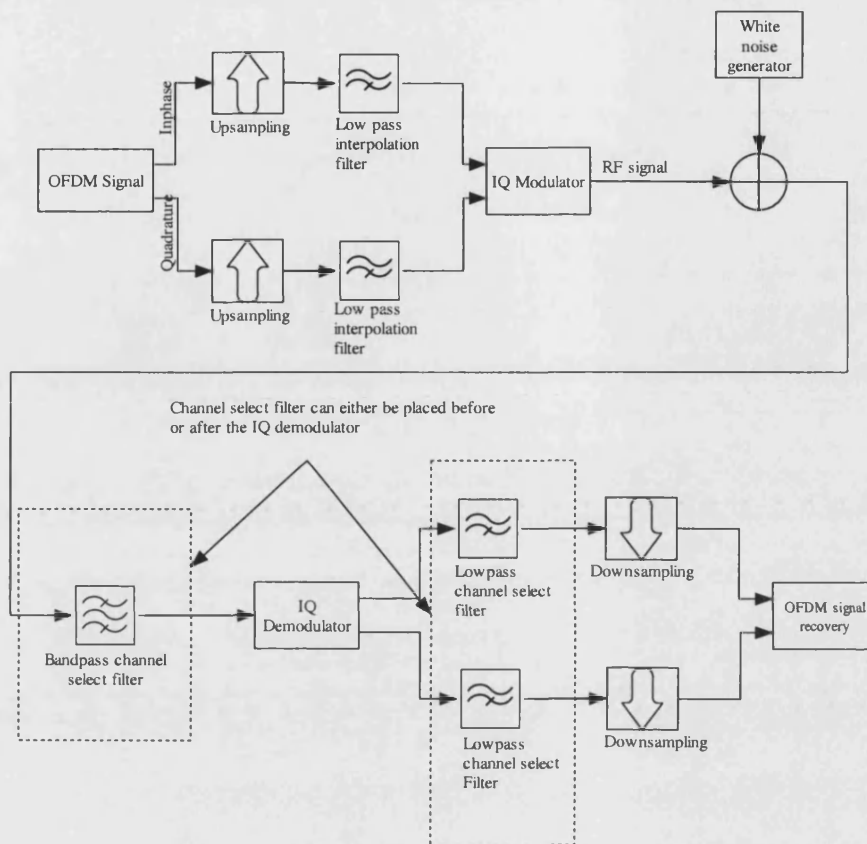 White
noise
generator
Inphase
Upsampling
Low pass
interpolation
filter
OFDM Signal
IQ Modulator
RF signal
Quadrature
Upsampling
Low pass
interpolation
filter
Channel select filter can either be placed before
or after the IQ demodulator
Bandpass channel
select filter
IQ
Demodulator
Lowpass
channel select
filter
Downsampling
OFDM signal
recovery
Lowpass
channel select
Filter
Downsampling